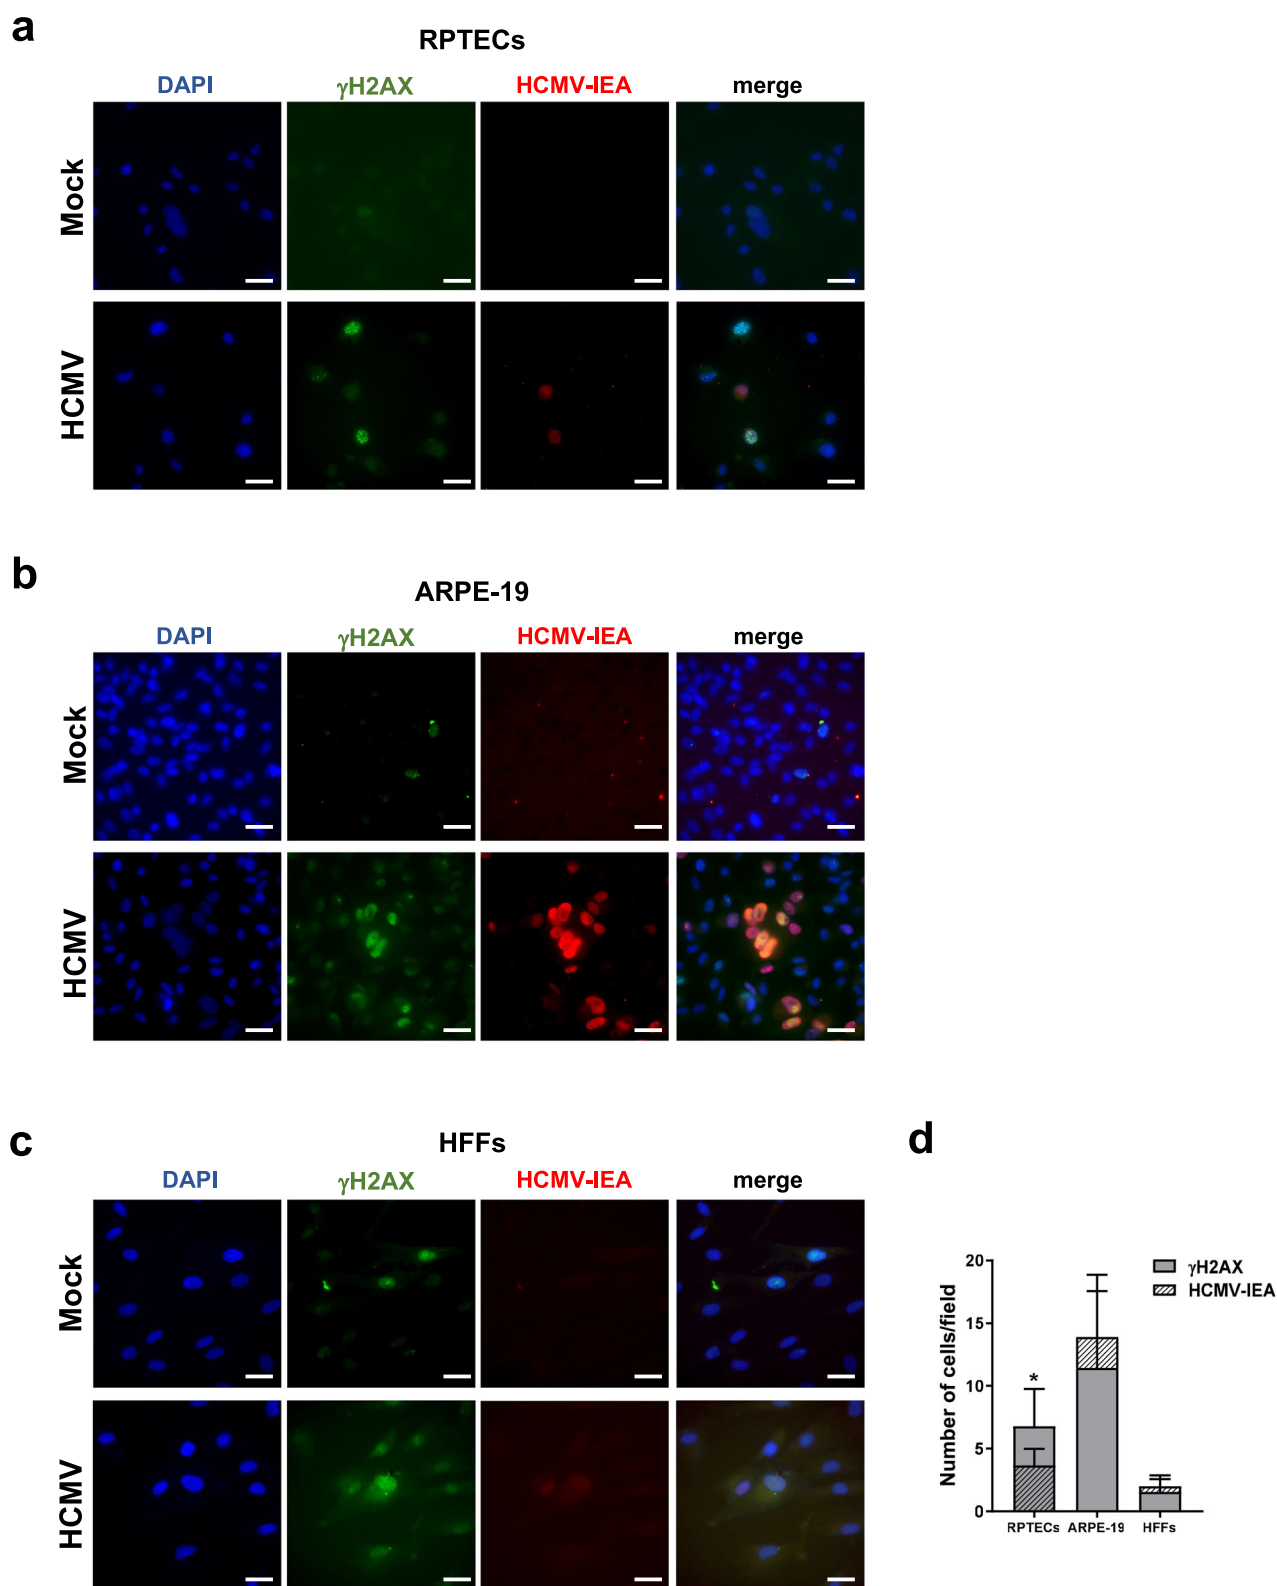 a
RPTECs
DAPI γH2AX HCMV-IEA merge
Mock
HCMV
b
ARPE-19
DAPI γH2AX HCMV-IEA merge
Mock
HCMV
c
HFFs
DAPI γH2AX HCMV-IEA merge
Mock
HCMV
d
20
15
10
5
0
Number of cells/field
γH2AX
HCMV-IEA
*
RPTECs ARPE-19 HFFs